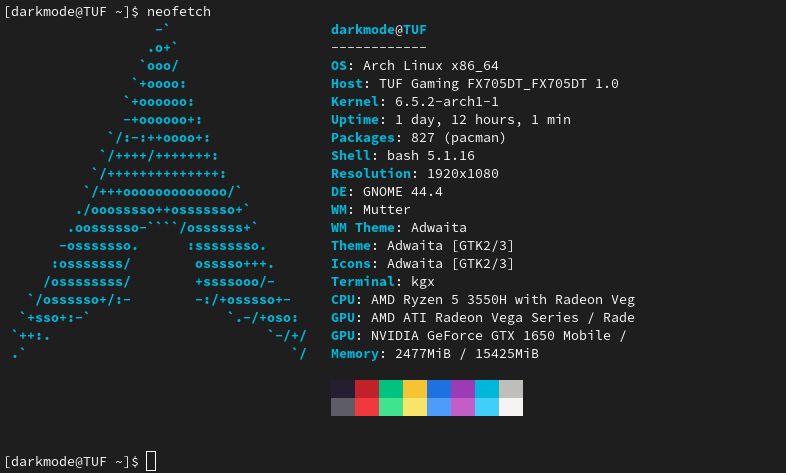 [darkmode@TUF ~]$ neofetch
                  -`
                 .o+`
                `ooo/
               `+oooo:
              `+oooooo:
              -+oooooo+:
            `/:-:++oooo+:
           `/++++/+++++++:
          `/++++++++++++++:
         `/+++ooooooooooooo/`
        ./ooosssso++osssssso+`
       .oossssso-````/ossssss+`
      -osssssso.      :ssssssso.
     :osssssss/        osssso+++.
    /ossssssss/        +ssssooo/-
  `/ossssso+/:-        -:/+osssso+-
 `+sso+:-`                 `.-/+oso:
`++:.                           `-/+/
.`                                 `/
darkmode@TUF
------------
OS: Arch Linux x86_64
Host: TUF Gaming FX705DT_FX705DT 1.0
Kernel: 6.5.2-arch1-1
Uptime: 1 day, 12 hours, 1 min
Packages: 827 (pacman)
Shell: bash 5.1.16
Resolution: 1920x1080
DE: GNOME 44.4
WM: Mutter
WM Theme: Adwaita
Theme: Adwaita [GTK2/3]
Icons: Adwaita [GTK2/3]
Terminal: kgx
CPU: AMD Ryzen 5 3550H with Radeon Veg
GPU: AMD ATI Radeon Vega Series / Rade
GPU: NVIDIA GeForce GTX 1650 Mobile /
Memory: 2477MiB / 15425MiB
[darkmode@TUF ~]$